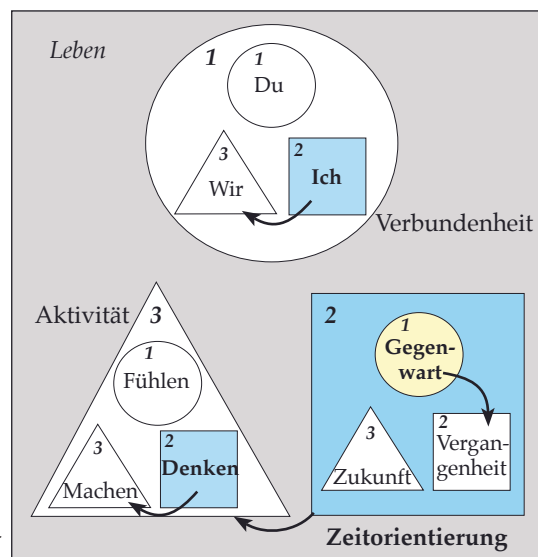 Leben
1
1
Du
3
Wir
2
Ich
Verbundenheit
Aktivität
3
1
Fühlen
3
Machen
2
Denken
2
1
Gegen-
wart
3
Zukunft
2
Vergan-
genheit
Zeitorientierung